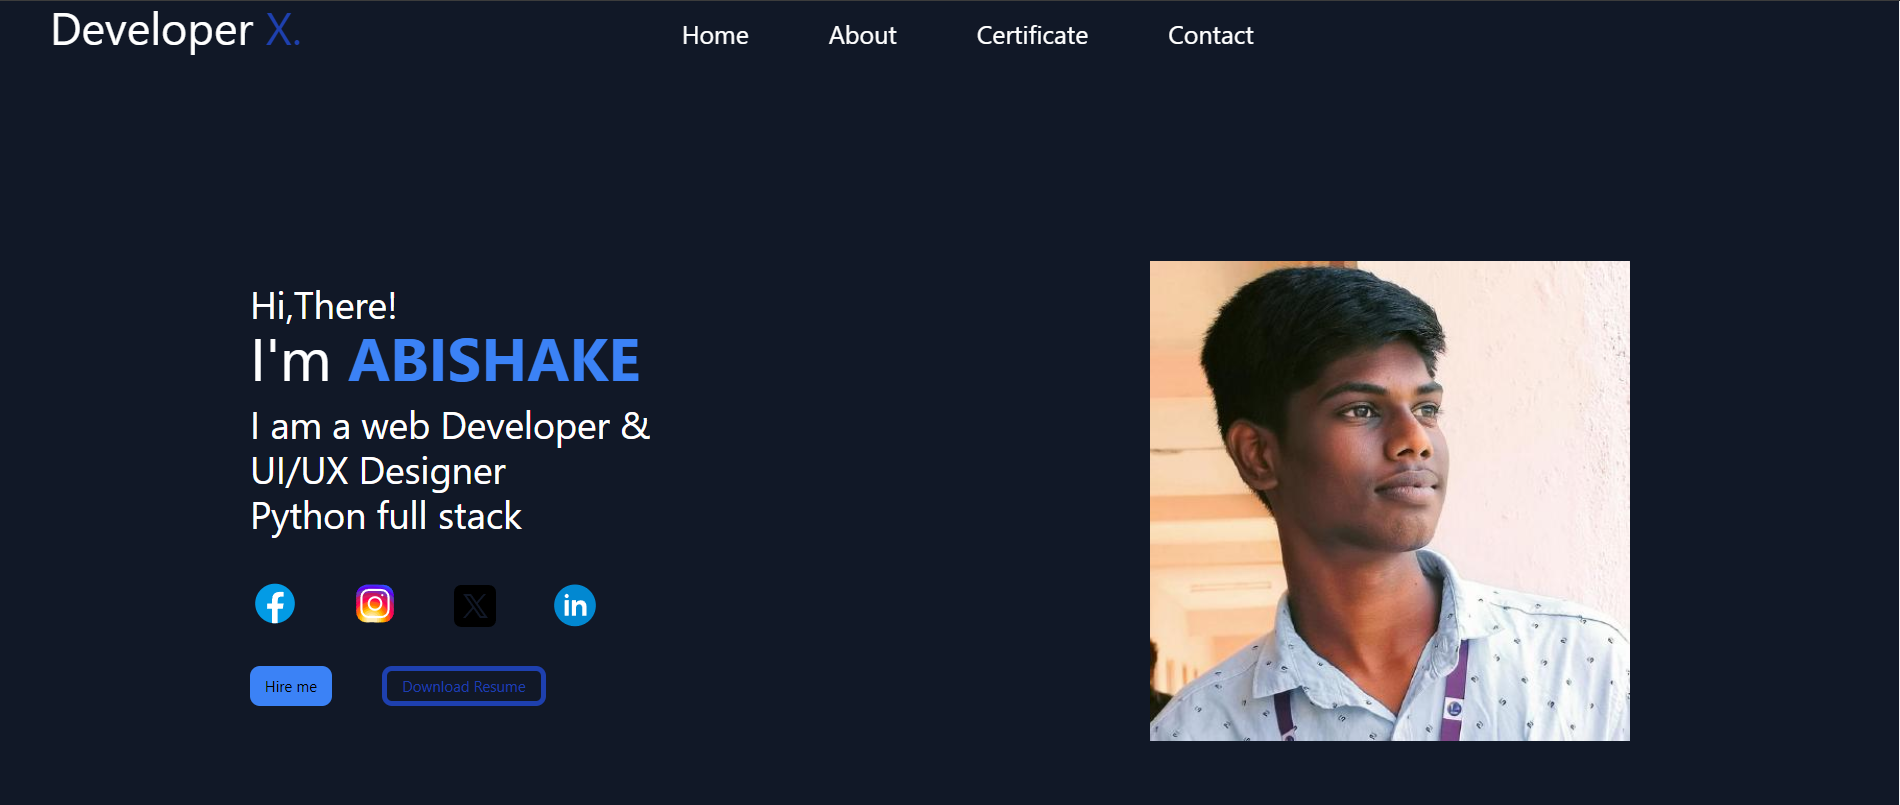 Developer X.
Home About Certificate Contact
Hi,There!
I'm ABISHAKE
I am a web Developer &
UI/UX Designer
Python full stack
Hire me
Download Resume